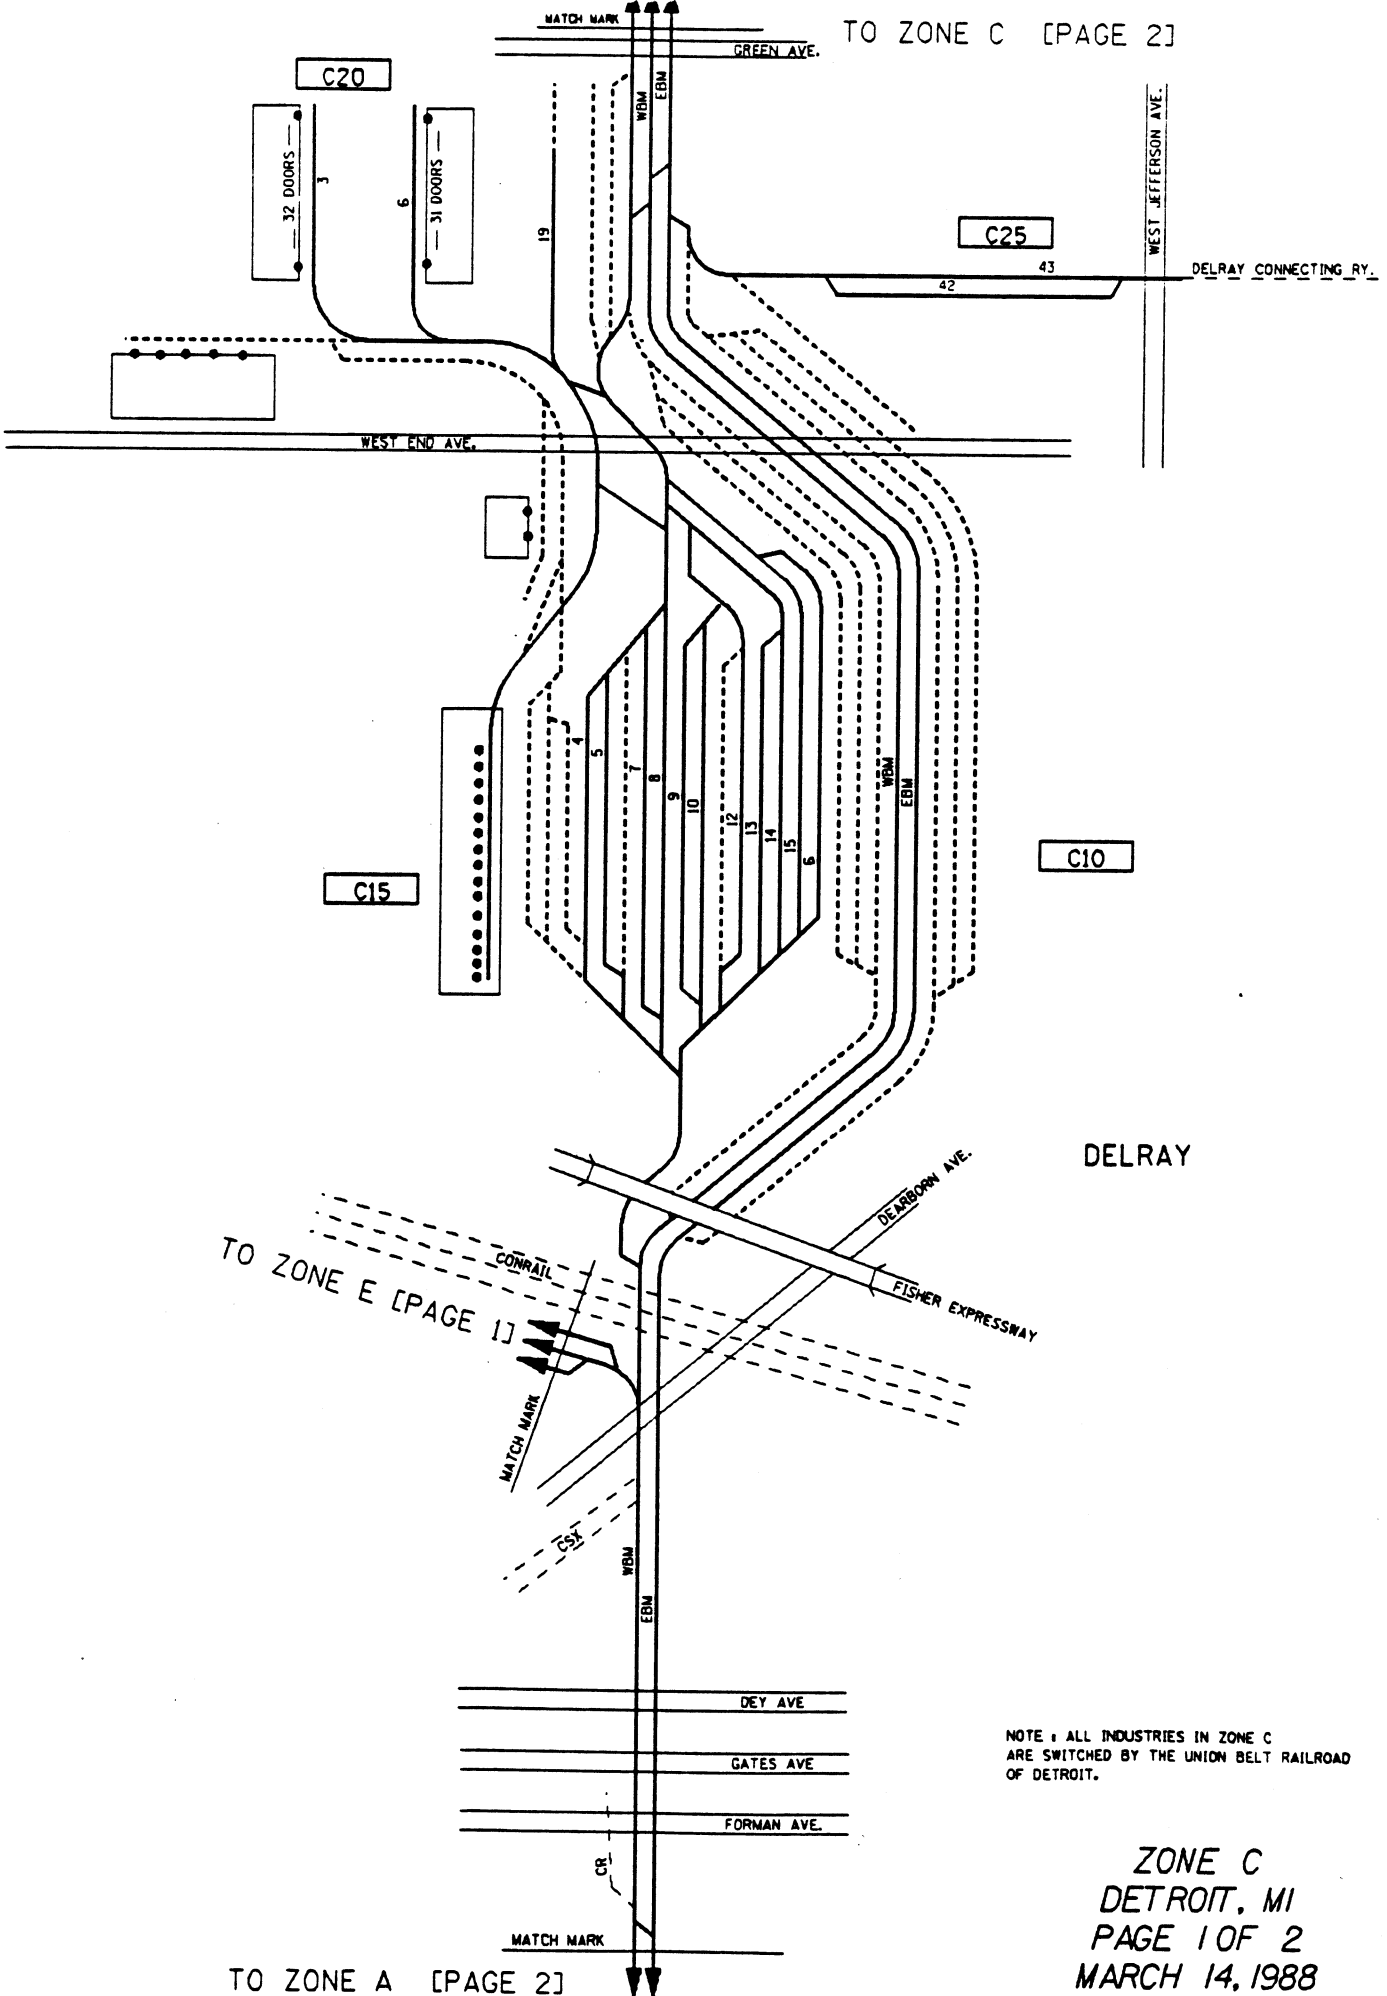 MATCH MARK
TO ZONE C [PAGE 2]
GREEN AVE.
C20
WBM
EBM
WEST JEFFERSON AVE.
32 DOORS
3
6
31 DOORS
19
C25
43
DELRAY CONNECTING RY.
42
WEST END AVE.
4
5
7
8
9
10
12
13
14
15
6
WBM
EBM
C10
C15
DELRAY
DEARBORN AVE.
TO ZONE E [PAGE 1]
CONRAIL
FISHER EXPRESSWAY
MATCH MARK
CSX
WBM
EBM
DEY AVE
GATES AVE
FORMAN AVE.
CR
NOTE : ALL INDUSTRIES IN ZONE C
ARE SWITCHED BY THE UNION BELT RAILROAD
OF DETROIT.
ZONE C
DETROIT, MI
PAGE 1 OF 2
MARCH 14, 1988
MATCH MARK
TO ZONE A [PAGE 2]